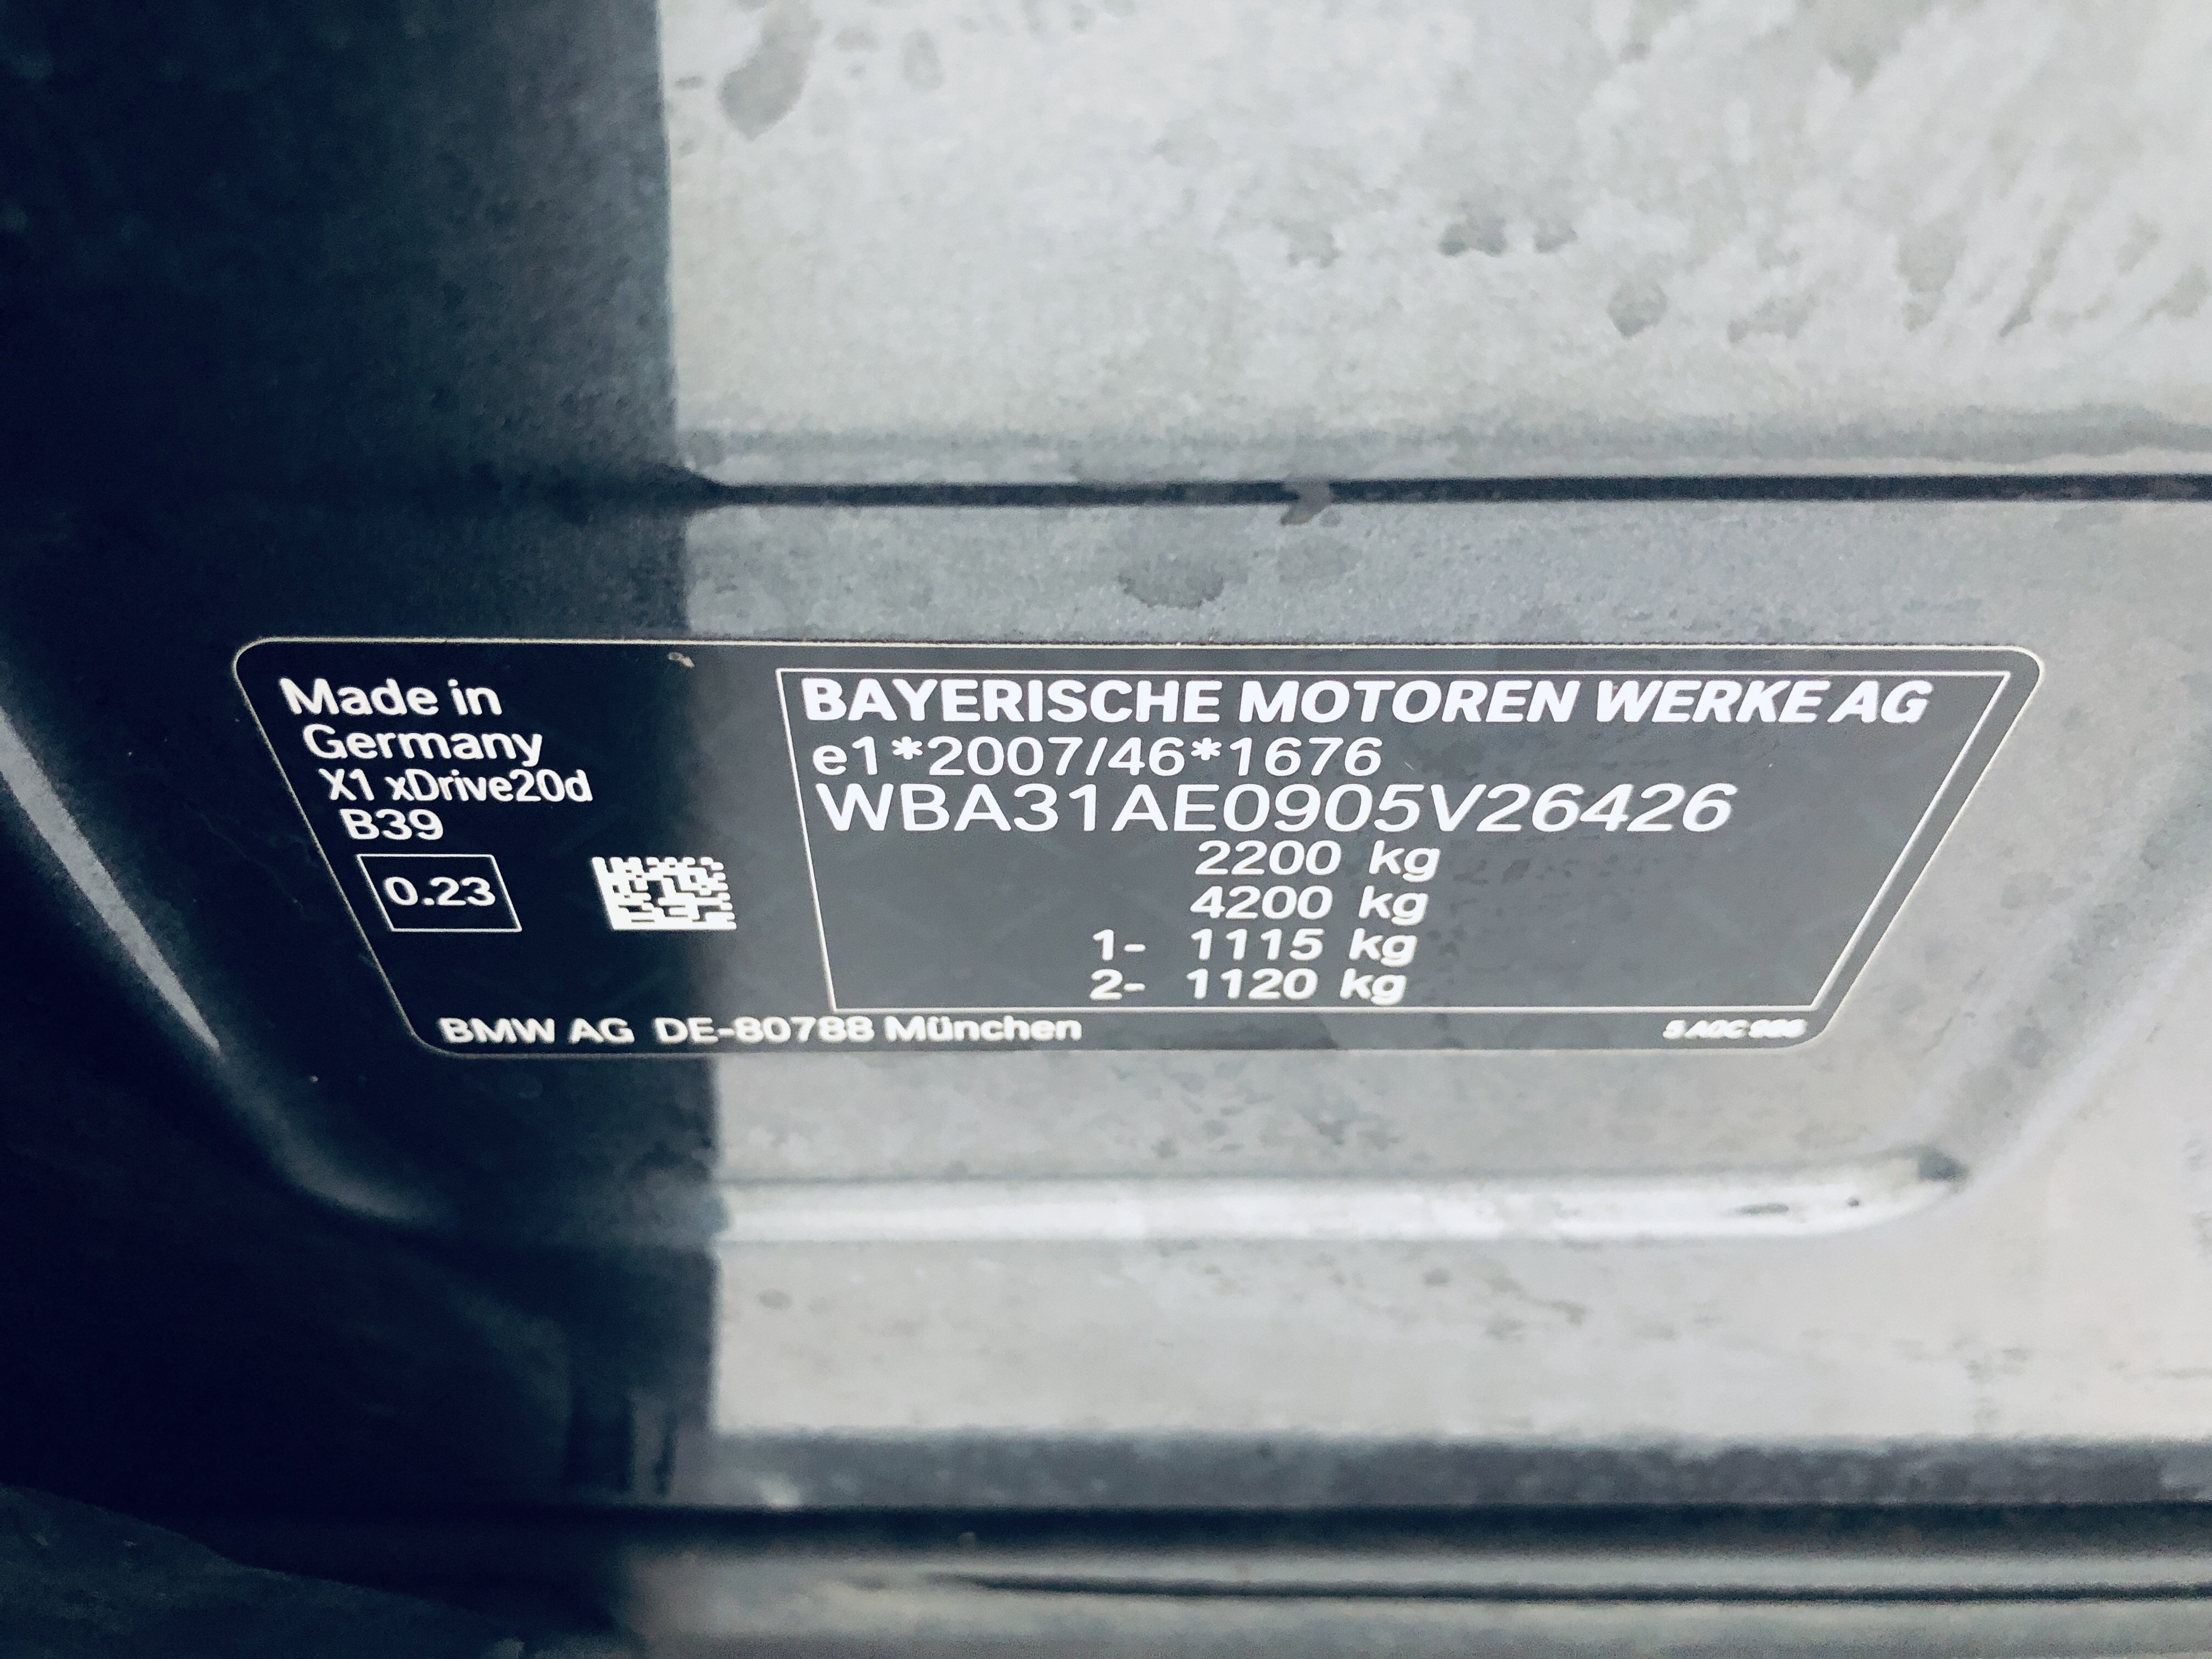 Made in
Germany
X1 xDrive20d
B39
0.23
BAYERISCHE MOTOREN WERKE AG
e1*2007/46*1676
WBA31AE0905V26426
2200 kg
4200 kg
1- 1115 kg
2- 1120 kg
BMW AG DE-80788 München